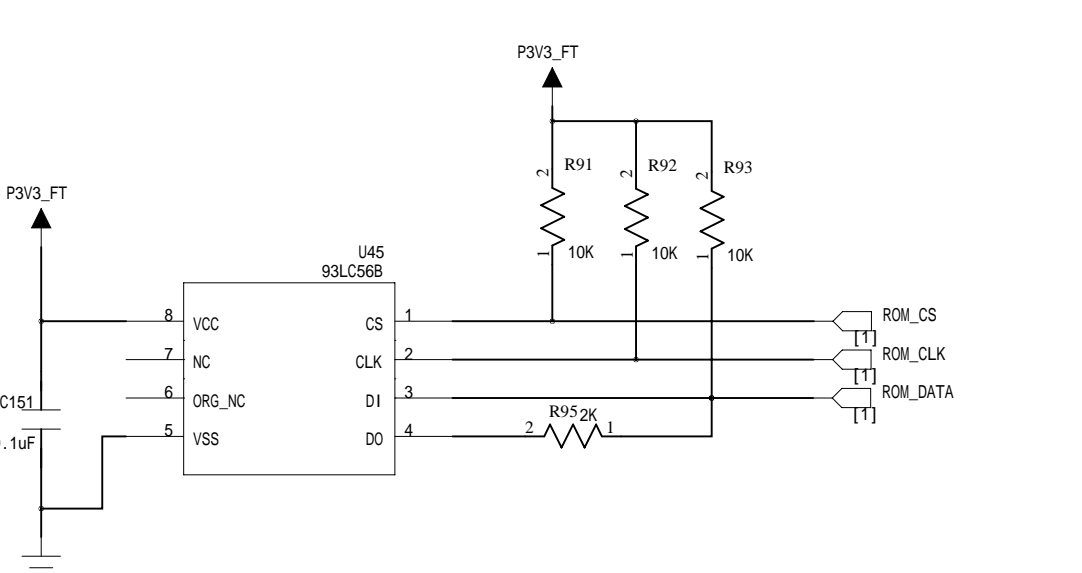 P3V3_FT
R91
R92
R93
2
2
2
P3V3_FT
1
10K
1
10K
1
10K
U45
93LC56B
8
VCC
CS
1
ROM_CS
[1]
7
NC
CLK
2
ROM_CLK
[1]
6
ORG_NC
DI
3
ROM_DATA
[1]
C151
.1uF
5
VSS
DO
4
2
R95
2K
1